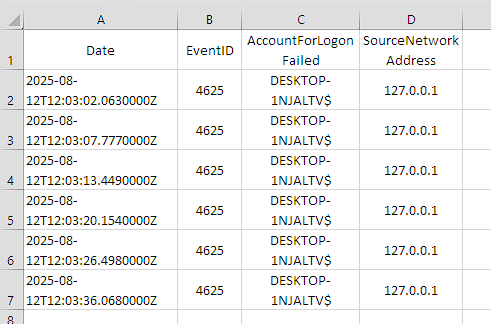 A B C D
1 Date EventID AccountForLogon Failed SourceNetwork Address
2 2025-08-12T12:03:02.0630000Z 4625 DESKTOP-1NJALTV$ 127.0.0.1
3 2025-08-12T12:03:07.7770000Z 4625 DESKTOP-1NJALTV$ 127.0.0.1
4 2025-08-12T12:03:13.4490000Z 4625 DESKTOP-1NJALTV$ 127.0.0.1
5 2025-08-12T12:03:20.1540000Z 4625 DESKTOP-1NJALTV$ 127.0.0.1
6 2025-08-12T12:03:26.4980000Z 4625 DESKTOP-1NJALTV$ 127.0.0.1
7 2025-08-12T12:03:36.0680000Z 4625 DESKTOP-1NJALTV$ 127.0.0.1
8